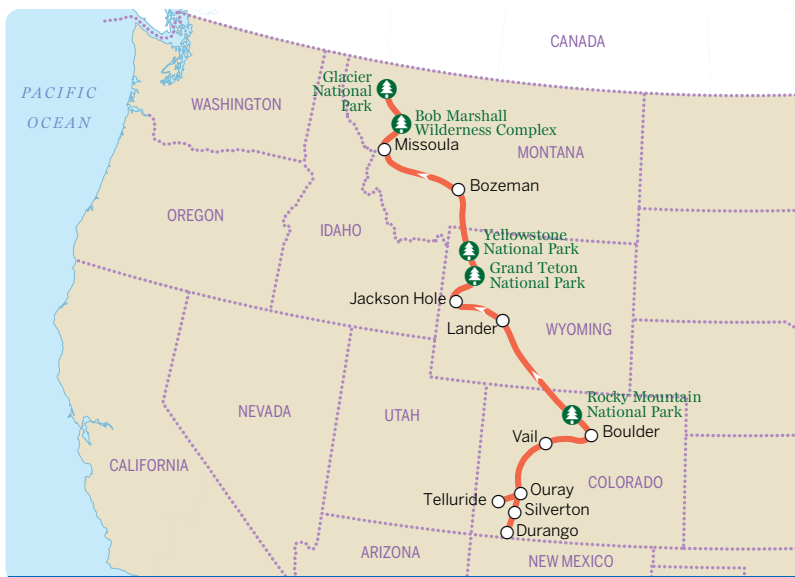 CANADA
PACIFIC
OCEAN
WASHINGTON
Glacier
National
Park
Bob Marshall
Wilderness Complex
Missoula
MONTANA
Bozeman
OREGON
IDAHO
Yellowstone
National Park
Grand Teton
National Park
Jackson Hole
Lander
WYOMING
Rocky Mountain
National Park
NEVADA
UTAH
Vail
Boulder
CALIFORNIA
COLORADO
Ouray
Telluride
Silverton
Durango
ARIZONA
NEW MEXICO